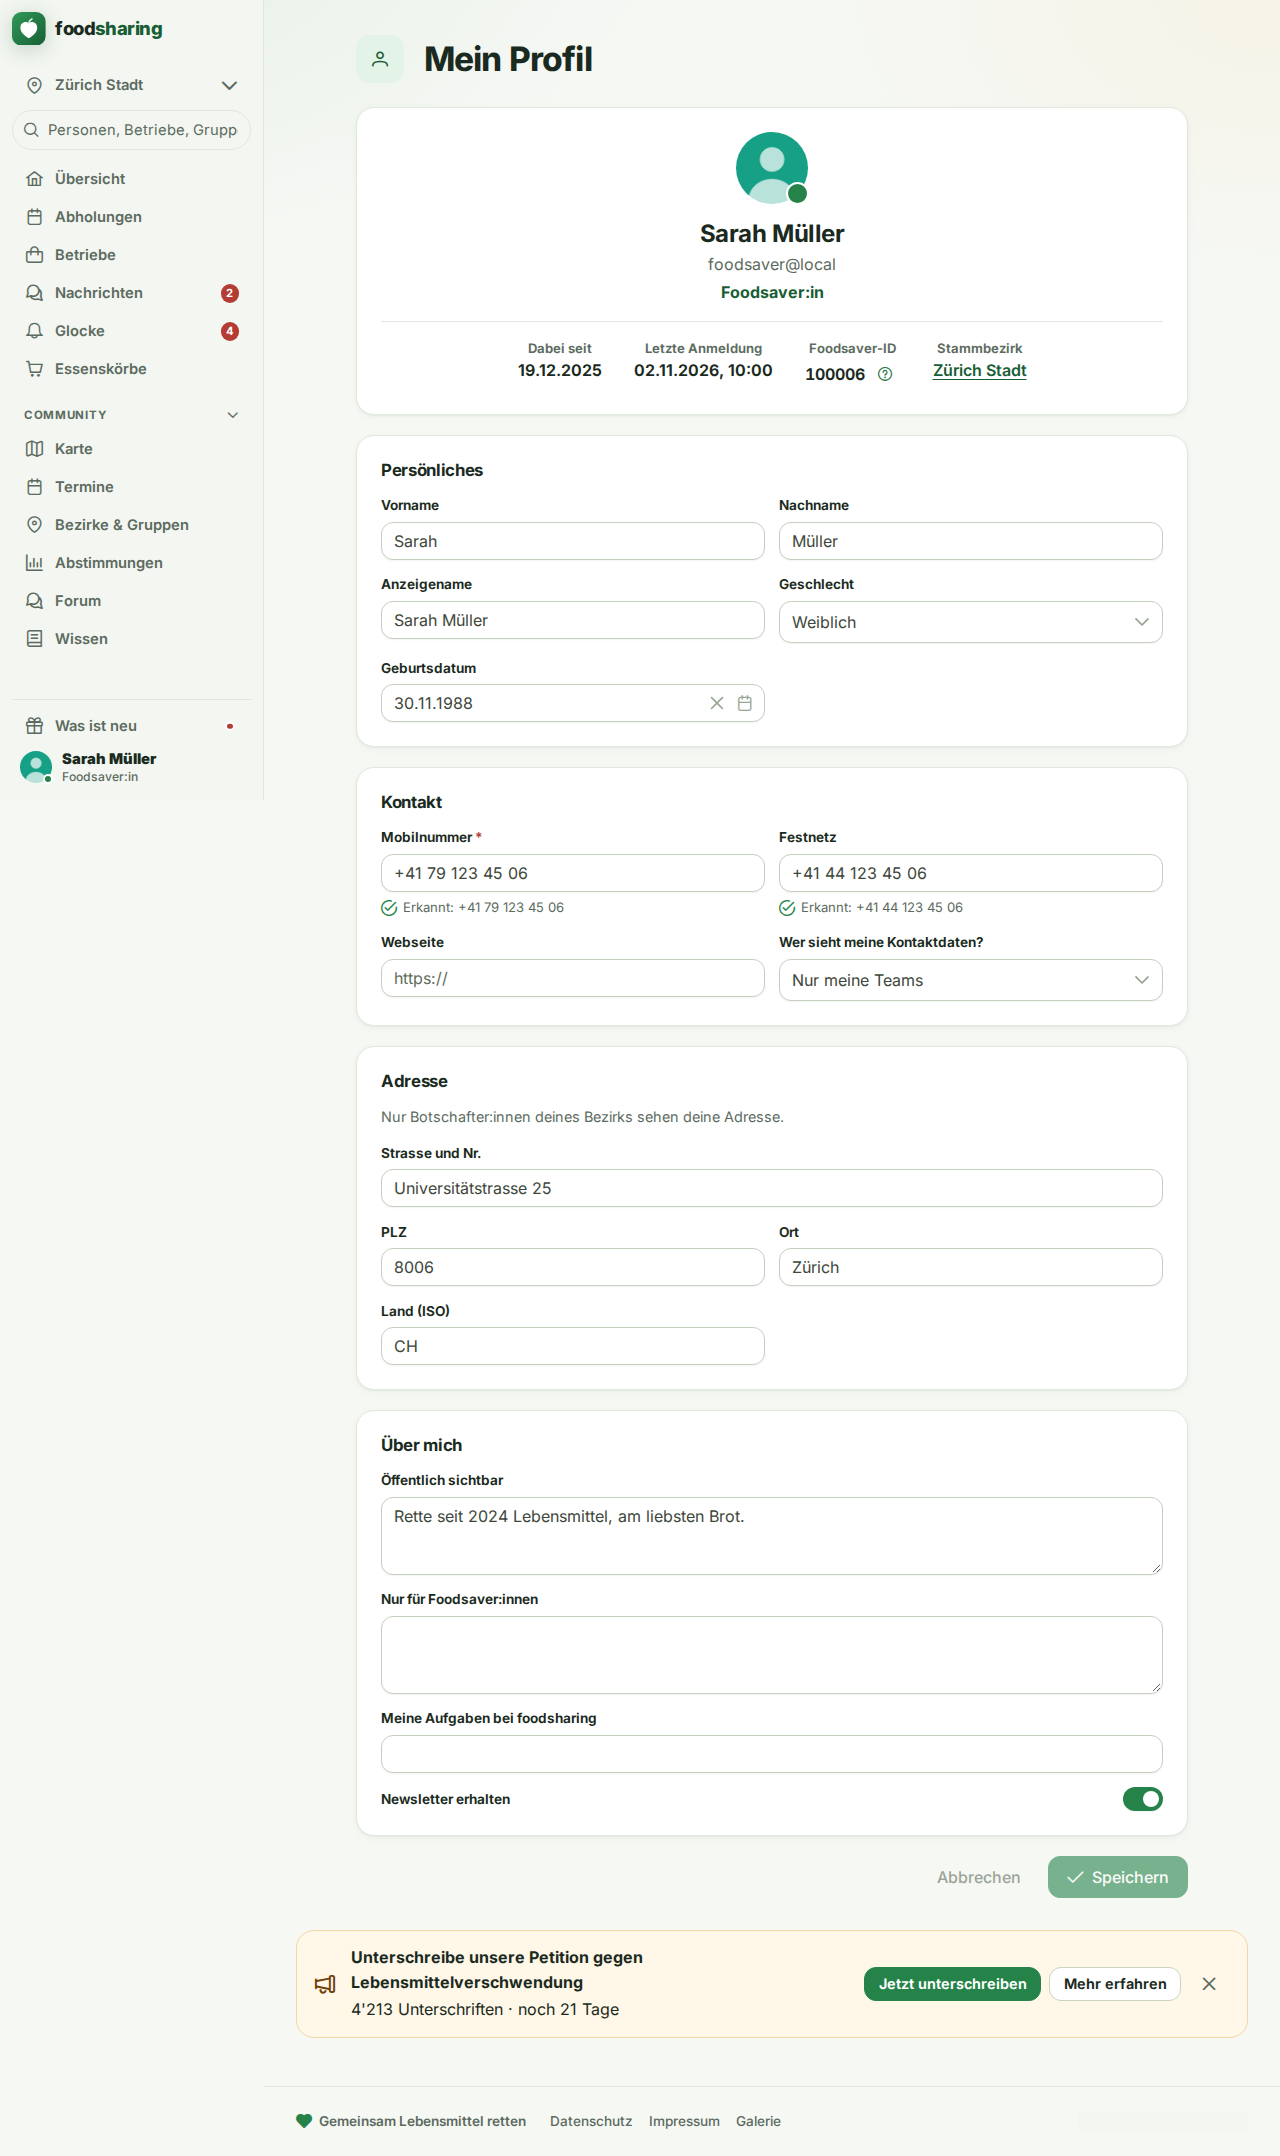 foodsharing
Zürich Stadt
Personen, Betriebe, Grupp
Übersicht
Abholungen
Betriebe
Nachrichten 2
Glocke 4
Essenskörbe
COMMUNITY
Karte
Termine
Bezirke & Gruppen
Abstimmungen
Forum
Wissen
Was ist neu
Sarah Müller
Foodsaver:in
Mein Profil
Sarah Müller
foodsaver@local
Foodsaver:in
Dabei seit Letzte Anmeldung Foodsaver-ID Stammbezirk
19.12.2025 02.11.2026, 10:00 100006 Zürich Stadt
Persönliches
Vorname Nachname
Sarah Müller
Anzeigename Geschlecht
Sarah Müller Weiblich
Geburtsdatum
30.11.1988
Kontakt
Mobilnummer * Festnetz
+41 79 123 45 06 +41 44 123 45 06
Erkannt: +41 79 123 45 06 Erkannt: +41 44 123 45 06
Webseite Wer sieht meine Kontaktdaten?
https:// Nur meine Teams
Adresse
Nur Botschafter:innen deines Bezirks sehen deine Adresse.
Strasse und Nr.
Universitätstrasse 25
PLZ Ort
8006 Zürich
Land (ISO)
CH
Über mich
Öffentlich sichtbar
Rette seit 2024 Lebensmittel, am liebsten Brot.
Nur für Foodsaver:innen
Meine Aufgaben bei foodsharing
Newsletter erhalten
Abbrechen Speichern
Unterschreibe unsere Petition gegen
Lebensmittelverschwendung
4'213 Unterschriften · noch 21 Tage
Jetzt unterschreiben Mehr erfahren
Gemeinsam Lebensmittel retten Datenschutz Impressum Galerie